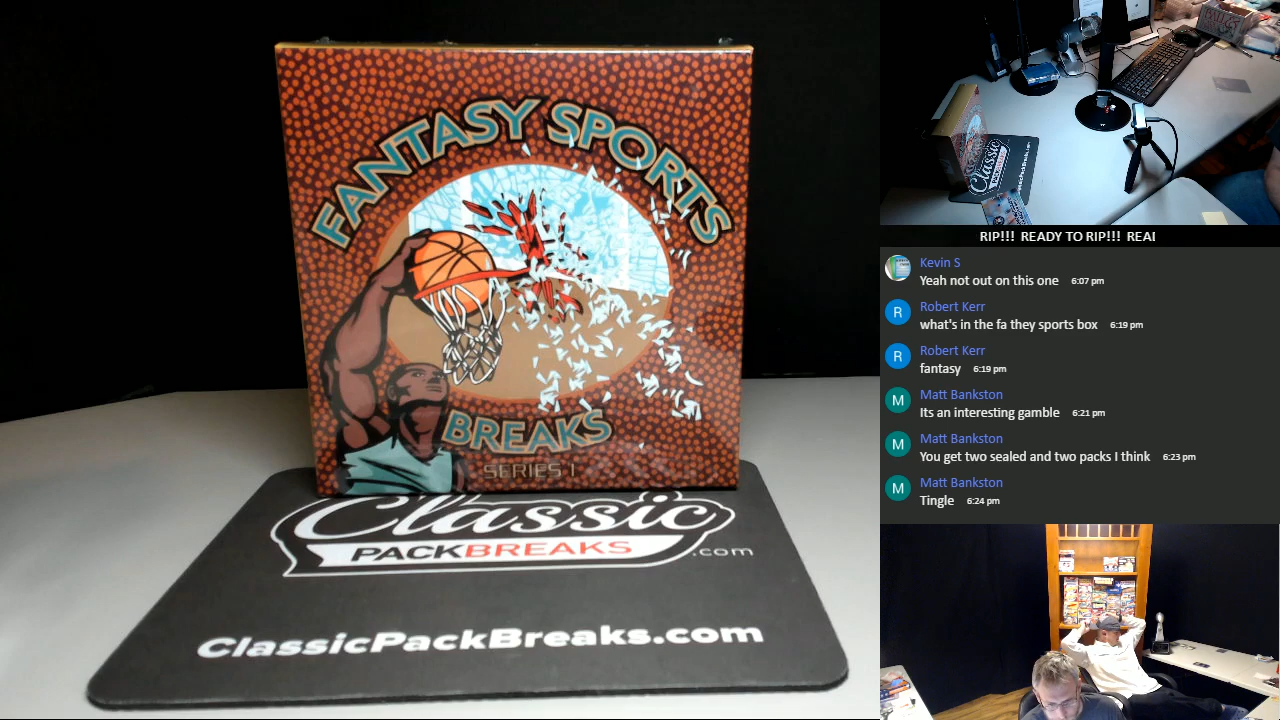 FANTASY SPORTS
BREAKS
SERIES 1
Classic
PACKBREAKS
.com
ClassicPackBreaks.com
Classic
RIP!!! READY TO RIP!!! REAI
Kevin S
Yeah not out on this one 6:07 pm
R
Robert Kerr
what's in the fa they sports box 6:19 pm
R
Robert Kerr
fantasy 6:19 pm
M
Matt Bankston
Its an interesting gamble 6:21 pm
M
Matt Bankston
You get two sealed and two packs I think 6:23 pm
M
Matt Bankston
Tingle 6:24 pm